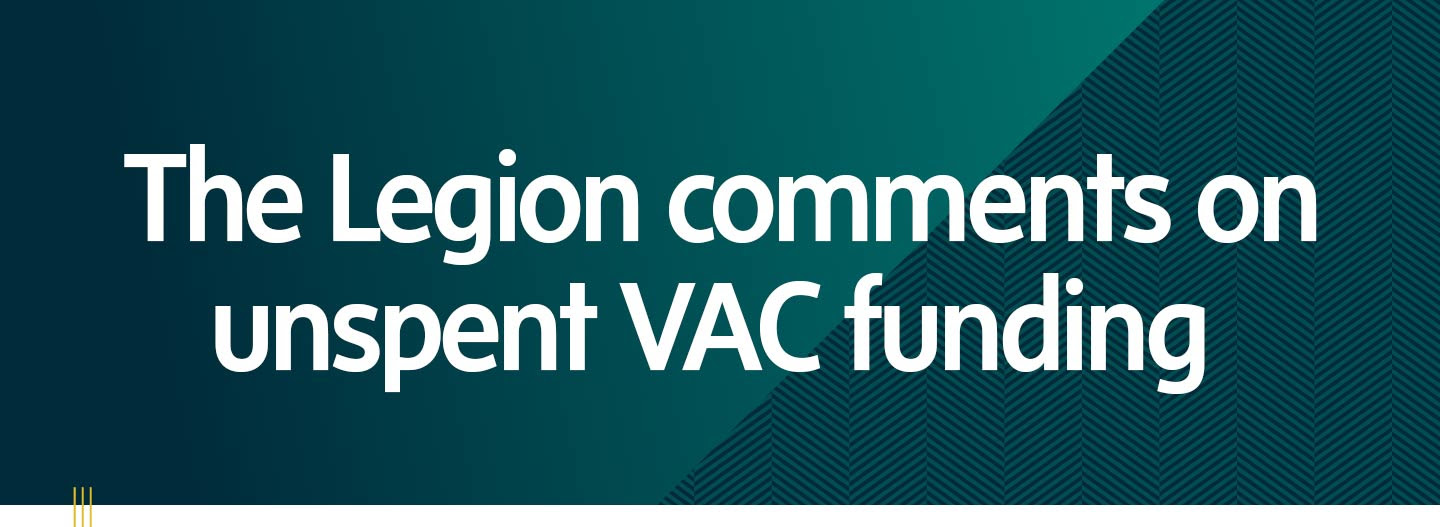 The Legion comments on
unspent VAC funding